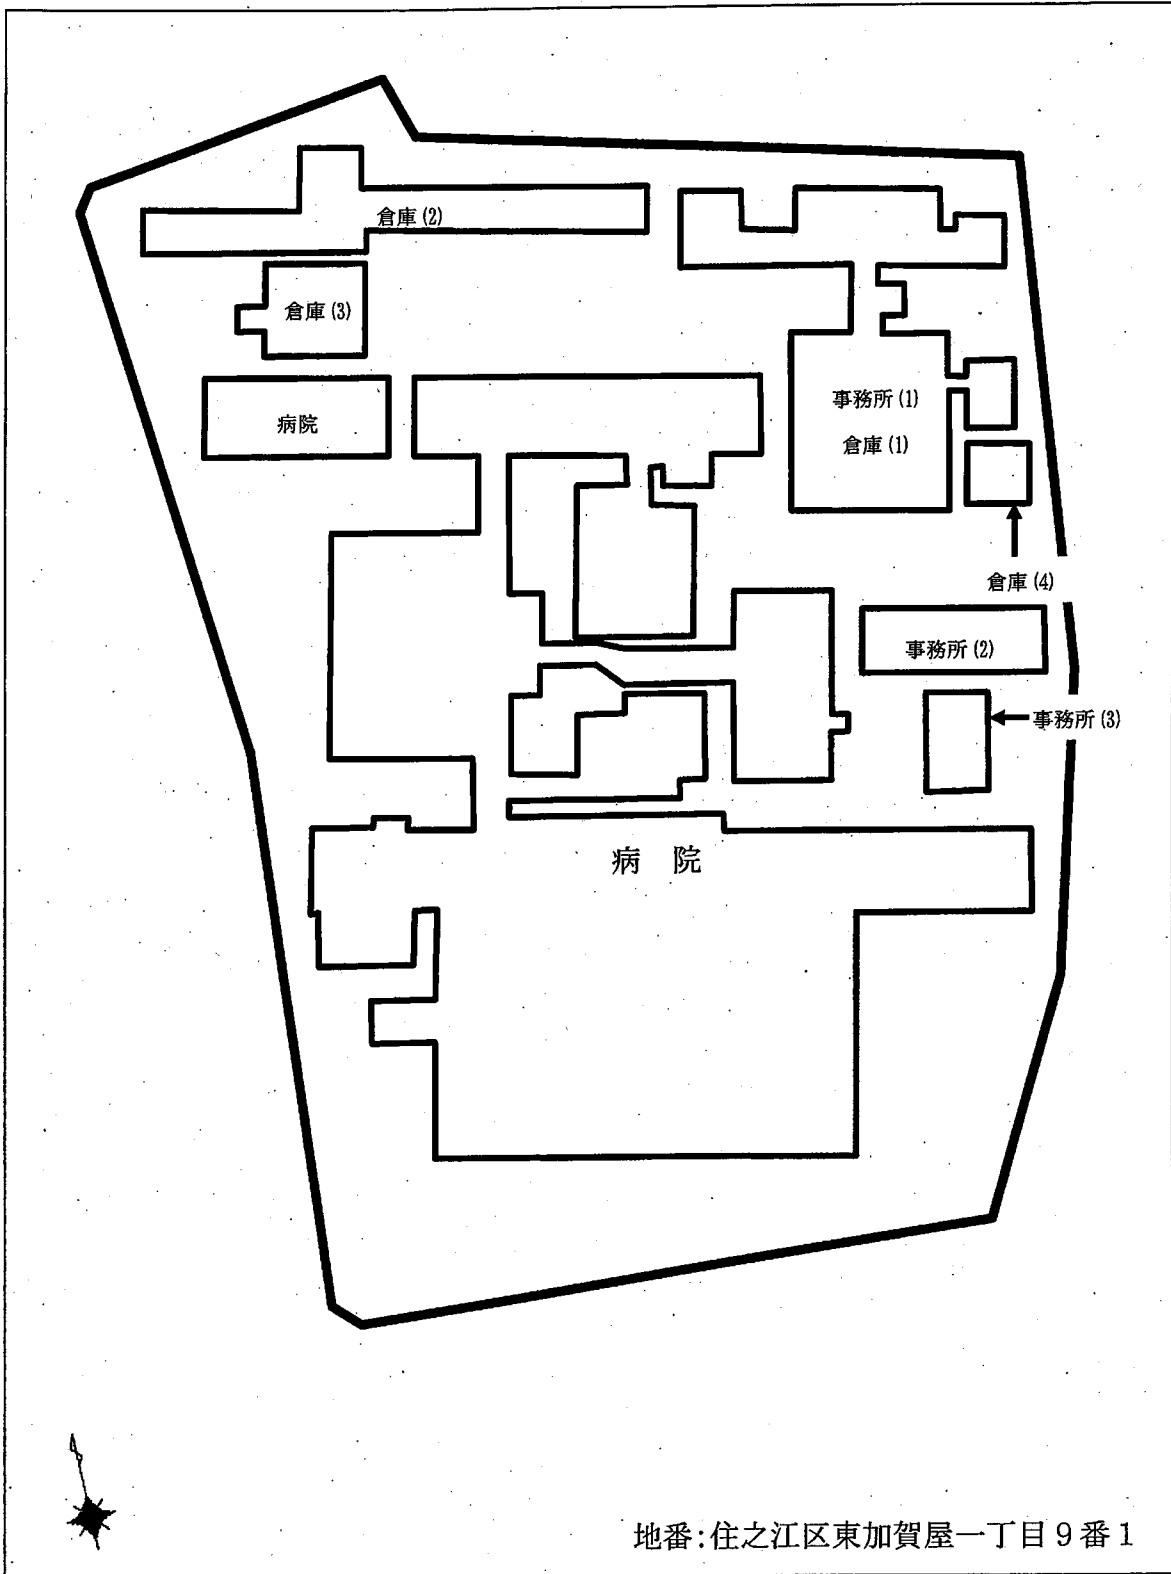 倉庫(2)
倉庫(3)
病院
事務所(1)
倉庫(1)
倉庫(4)
事務所(2)
事務所(3)
病 院
地番:住之江区東加賀屋一丁目9番1